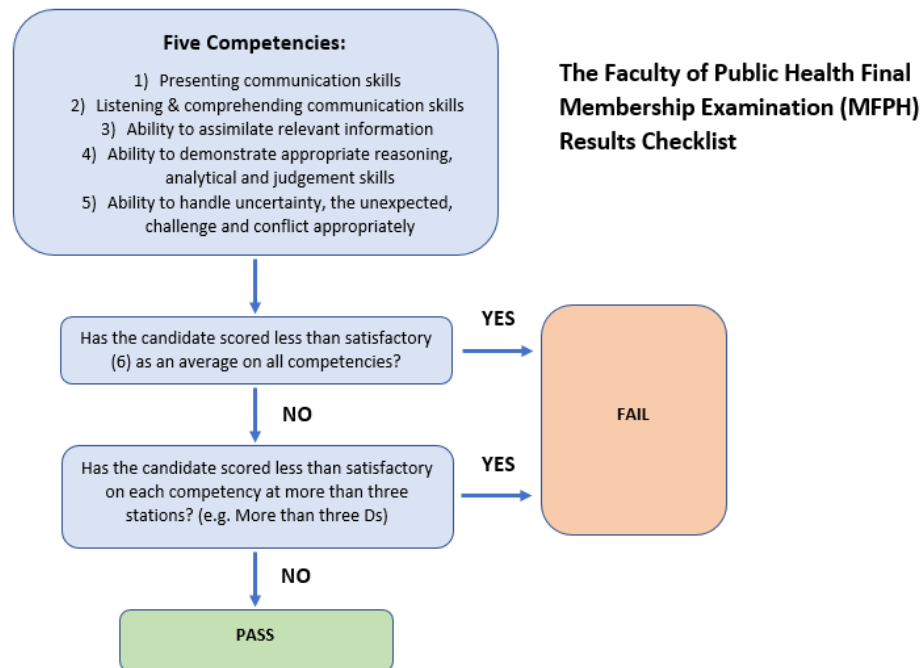 Five Competencies:
1) Presenting communication skills
2) Listening & comprehending communication skills
3) Ability to assimilate relevant information
4) Ability to demonstrate appropriate reasoning,
analytical and judgement skills
5) Ability to handle uncertainty, the unexpected,
challenge and conflict appropriately
The Faculty of Public Health Final
Membership Examination (MFPH)
Results Checklist
Has the candidate scored less than satisfactory
(6) as an average on all competencies?
YES
FAIL
NO
Has the candidate scored less than satisfactory
on each competency at more than three
stations? (e.g. More than three Ds)
YES
NO
PASS